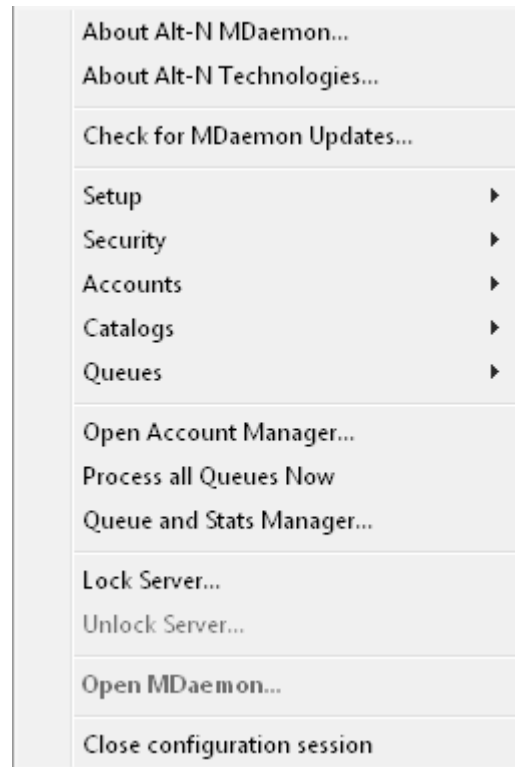 About Alt-N MDaemon...
About Alt-N Technologies...
Check for MDaemon Updates...
Setup
Security
Accounts
Catalogs
Queues
Open Account Manager...
Process all Queues Now
Queue and Stats Manager...
Lock Server...
Unlock Server...
Open MDaemon...
Close configuration session